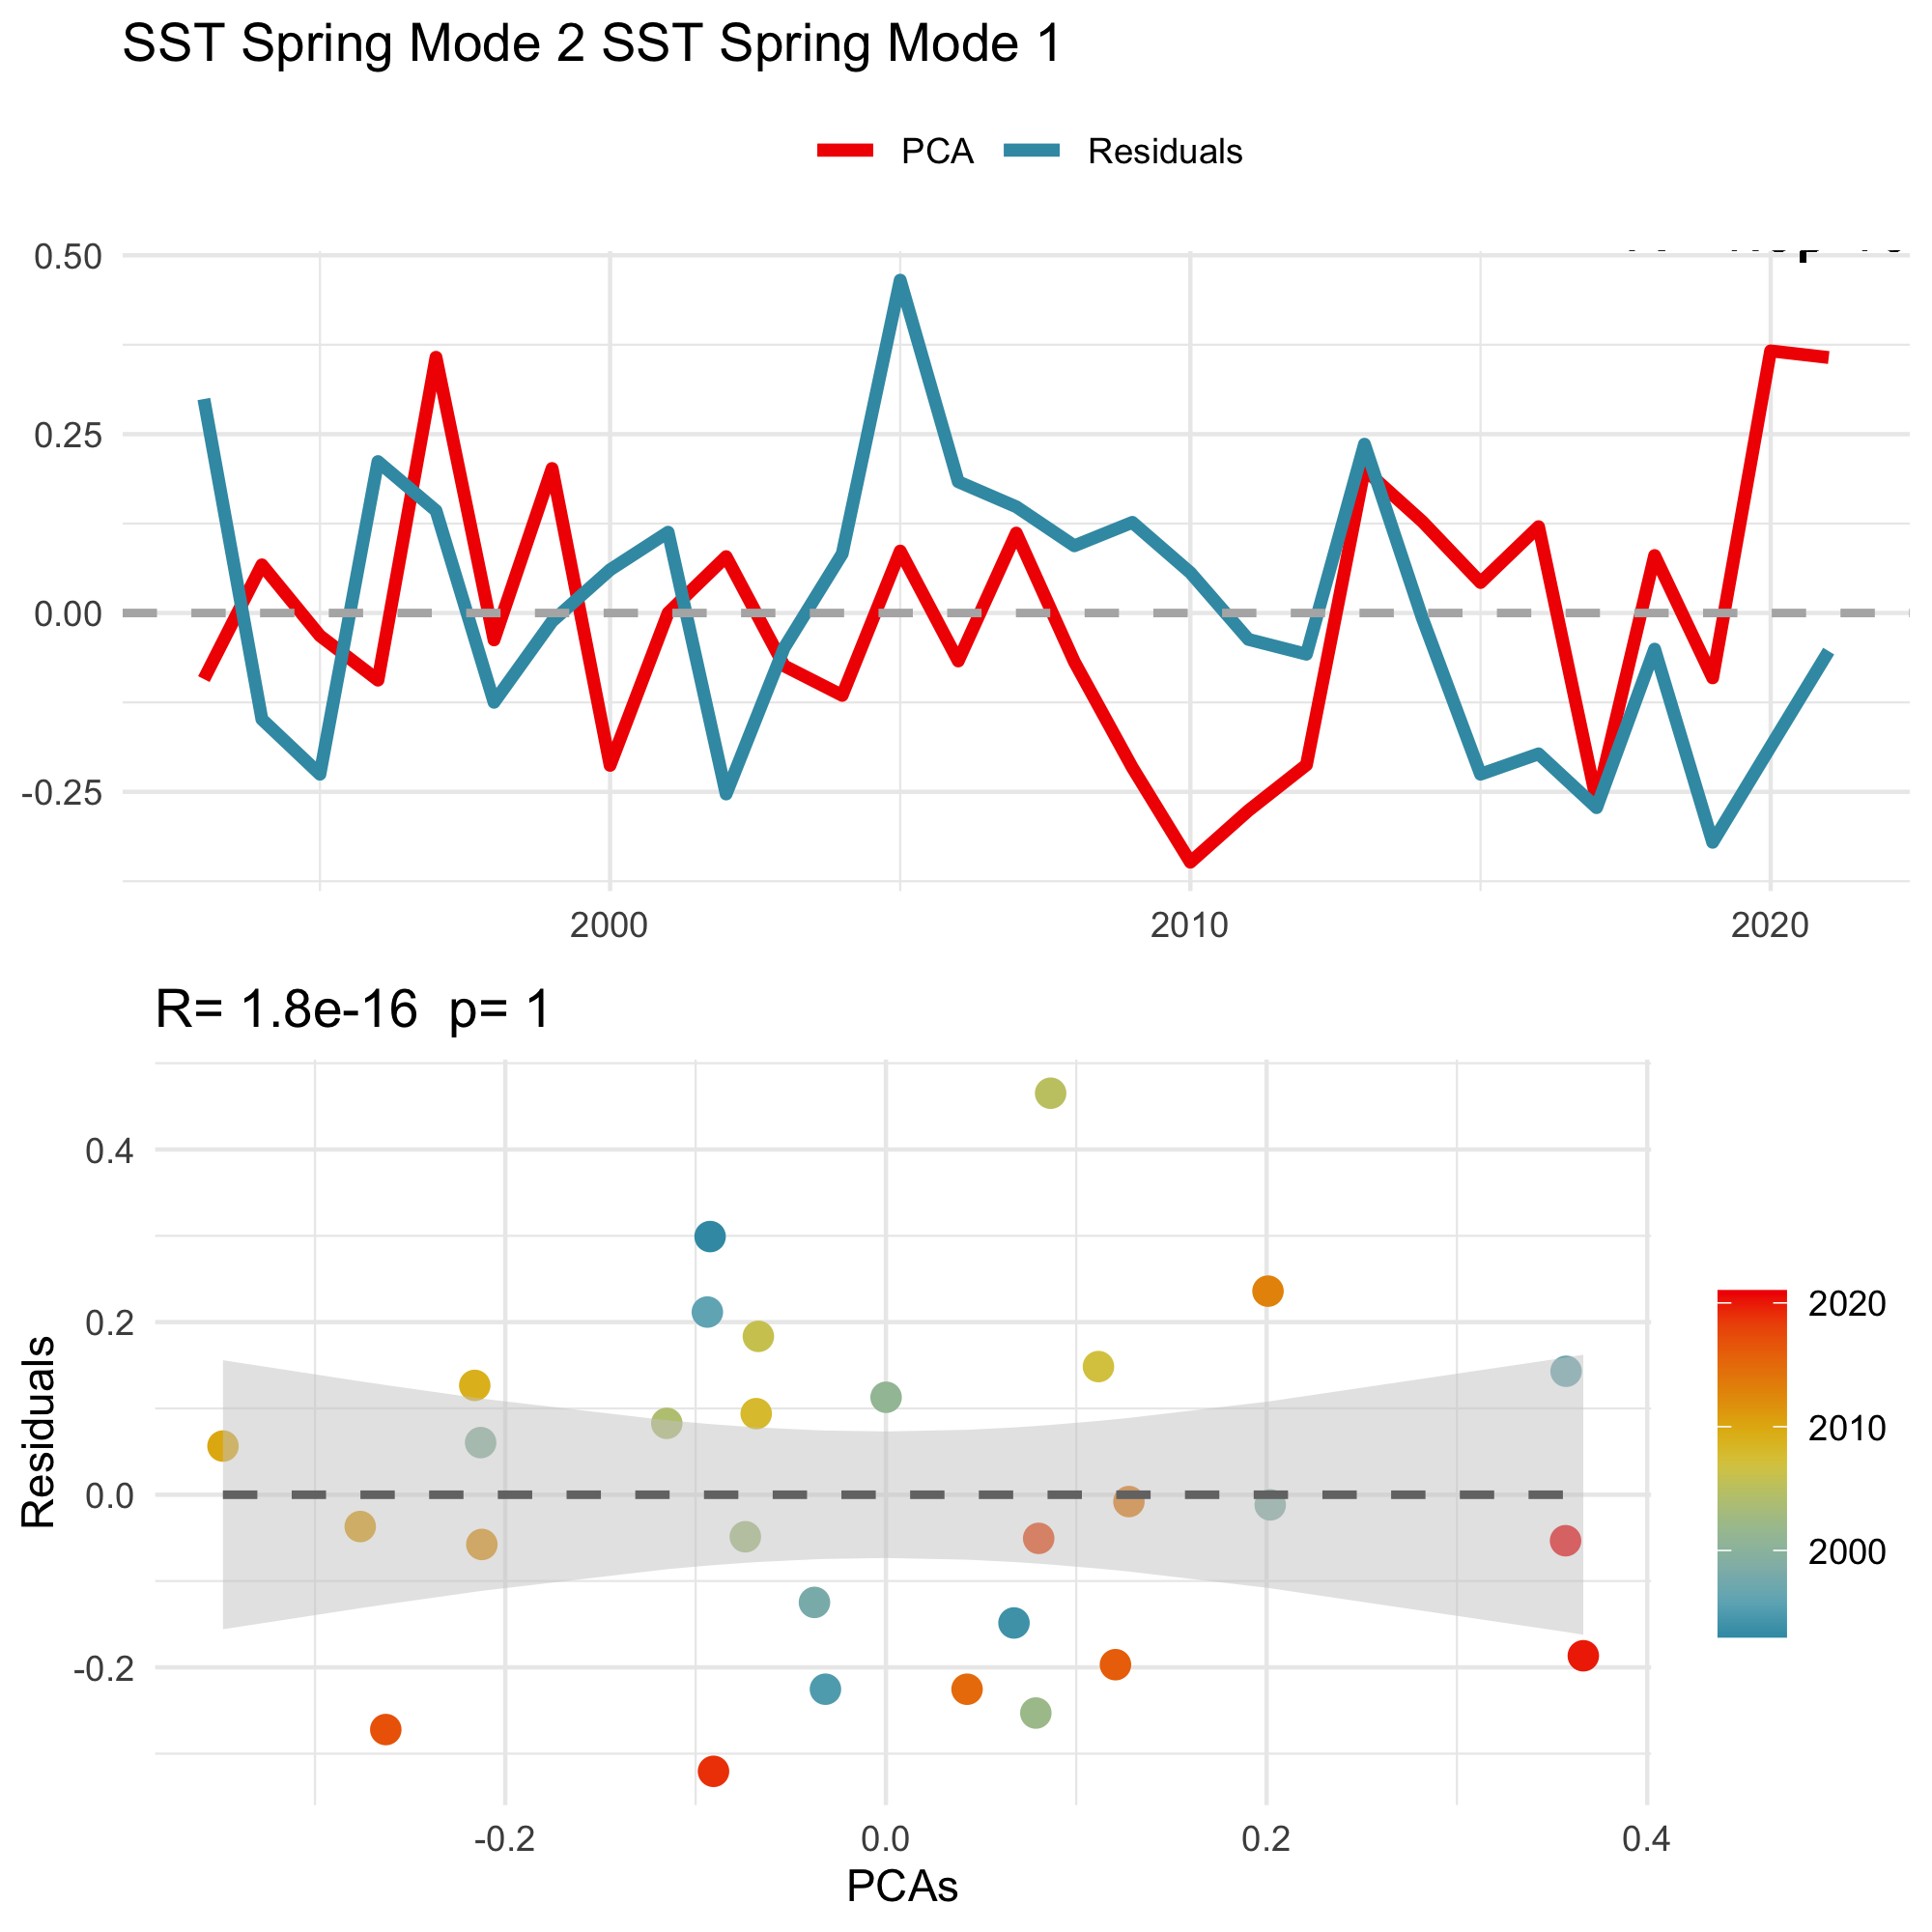 SST Spring Mode 2 SST Spring Mode 1
PCA Residuals
0.50
0.25
0.00
-0.25
2000 2010 2020
R= 1.8e-16 p= 1
Residuals
0.4
0.2
0.0
-0.2
-0.2 0.0 0.2 0.4
PCAs
2020
2010
2000